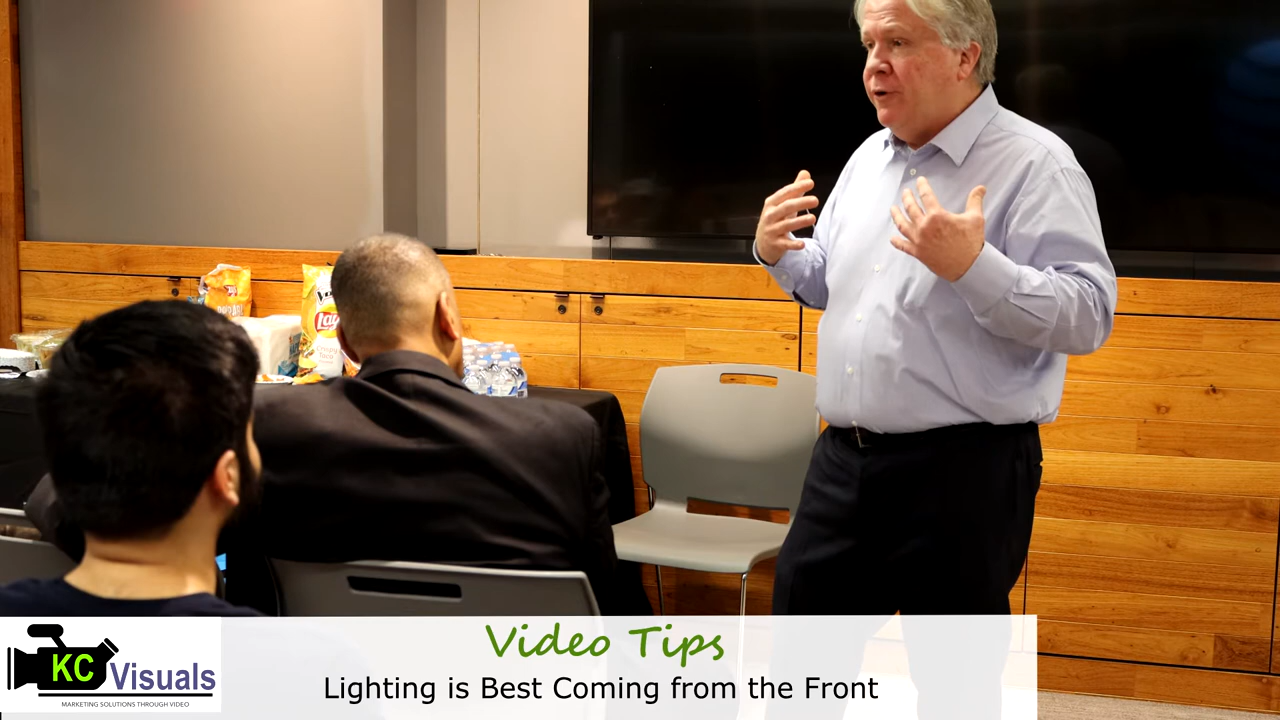 Lay
KC
Visuals
MARKETING SOLUTIONS THROUGH VIDEO
Video Tips
Lighting is Best Coming from the Front